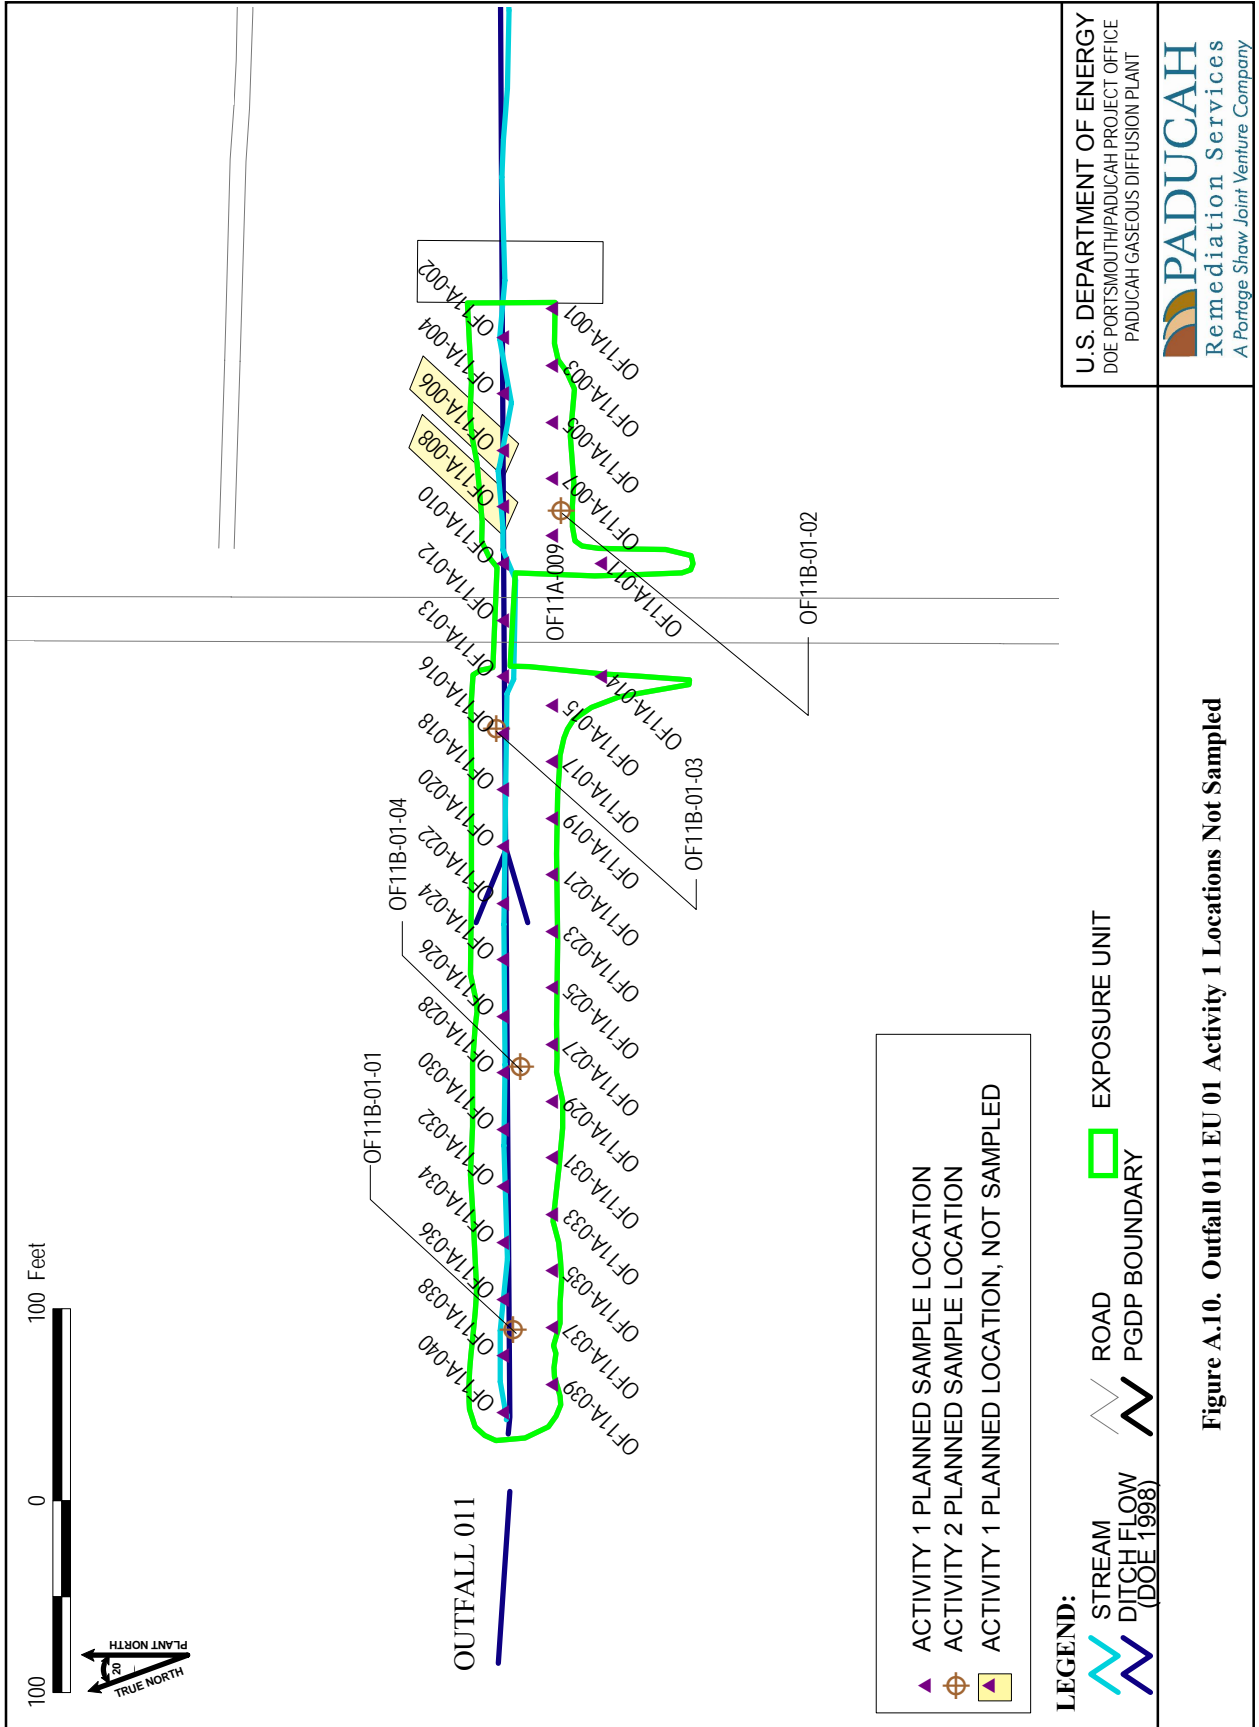 100
0
100 Feet
PLANT NORTH
20
TRUE NORTH
OUTFALL 011
OF11B-01-01
OF11B-01-04
OF11B-01-03
OF11B-01-02
OF11A-040
OF11A-038
OF11A-036
OF11A-034
OF11A-032
OF11A-030
OF11A-028
OF11A-026
OF11A-024
OF11A-022
OF11A-020
OF11A-018
OF11A-016
OF11A-013
OF11A-012
OF11A-010
OF11A-008
OF11A-006
OF11A-004
OF11A-002
OF11A-039
OF11A-037
OF11A-035
OF11A-033
OF11A-031
OF11A-029
OF11A-027
OF11A-025
OF11A-023
OF11A-021
OF11A-019
OF11A-017
OF11A-015
OF11A-014
OF11A-011
OF11A-009
OF11A-007
OF11A-005
OF11A-003
OF11A-001
ACTIVITY 1 PLANNED SAMPLE LOCATION
ACTIVITY 2 PLANNED SAMPLE LOCATION
ACTIVITY 1 PLANNED LOCATION, NOT SAMPLED
LEGEND:
STREAM
DITCH FLOW
(DOE 1998)
ROAD
PGDP BOUNDARY
EXPOSURE UNIT
U.S. DEPARTMENT OF ENERGY
DOE PORTSMOUTH/PADUCAH PROJECT OFFICE
PADUCAH GASEOUS DIFFUSION PLANT
PADUCAH
Remediation Services
A Portage Shaw Joint Venture Company
Figure A.10. Outfall 011 EU 01 Activity 1 Locations Not Sampled